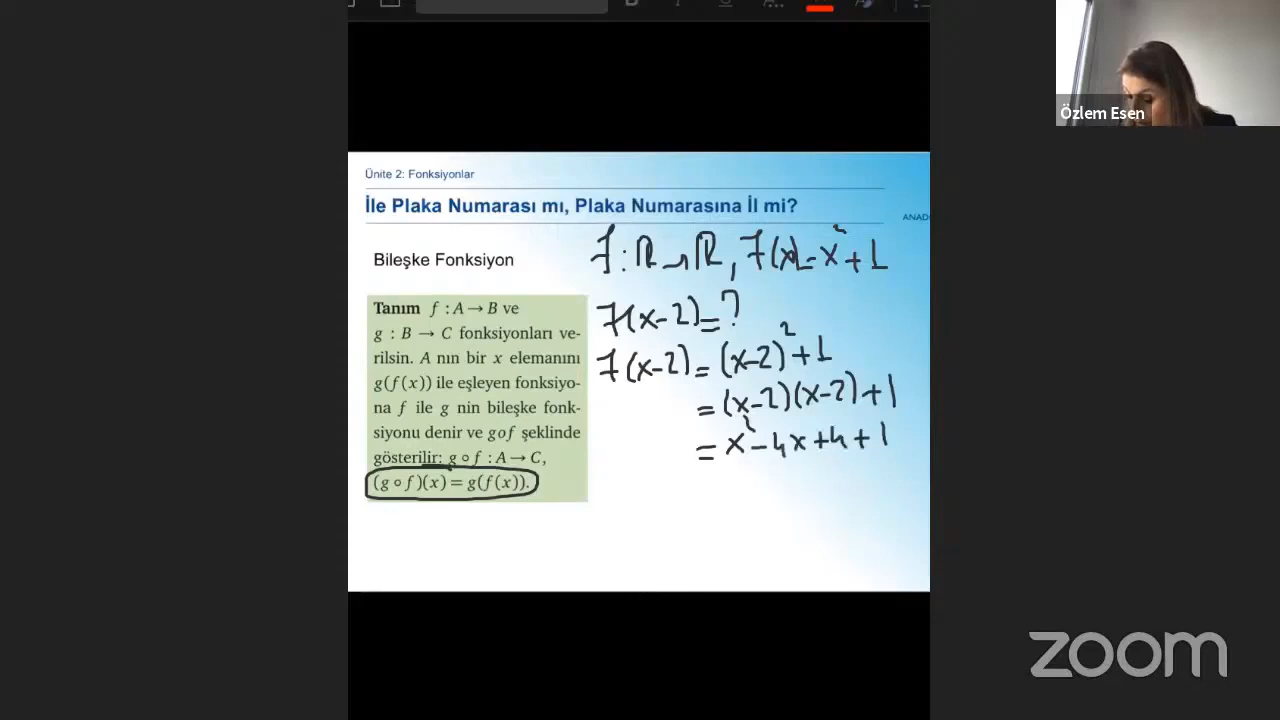 Özlem Esen
Ünite 2: Fonksiyonlar
İle Plaka Numarası mı, Plaka Numarasına İl mi?
ANAD
Bileşke Fonksiyon
Tanım f : A → B ve
g : B → C fonksiyonları ve-
rilsin. A nın bir x elemanını
g(f(x)) ile eşleyen fonksiyo-
na f ile g nin bileşke fonk-
siyonu denir ve gof şeklinde
gösterilir: g ∘ f : A → C,
(g ∘ f)(x) = g(f(x)).
f : ℝ → ℝ, f(x) = x² + 1
f(x-2) = ?
f(x-2) = (x-2)² + 1
= (x-2)(x-2) + 1
= x² - 4x + 4 + 1
zoom